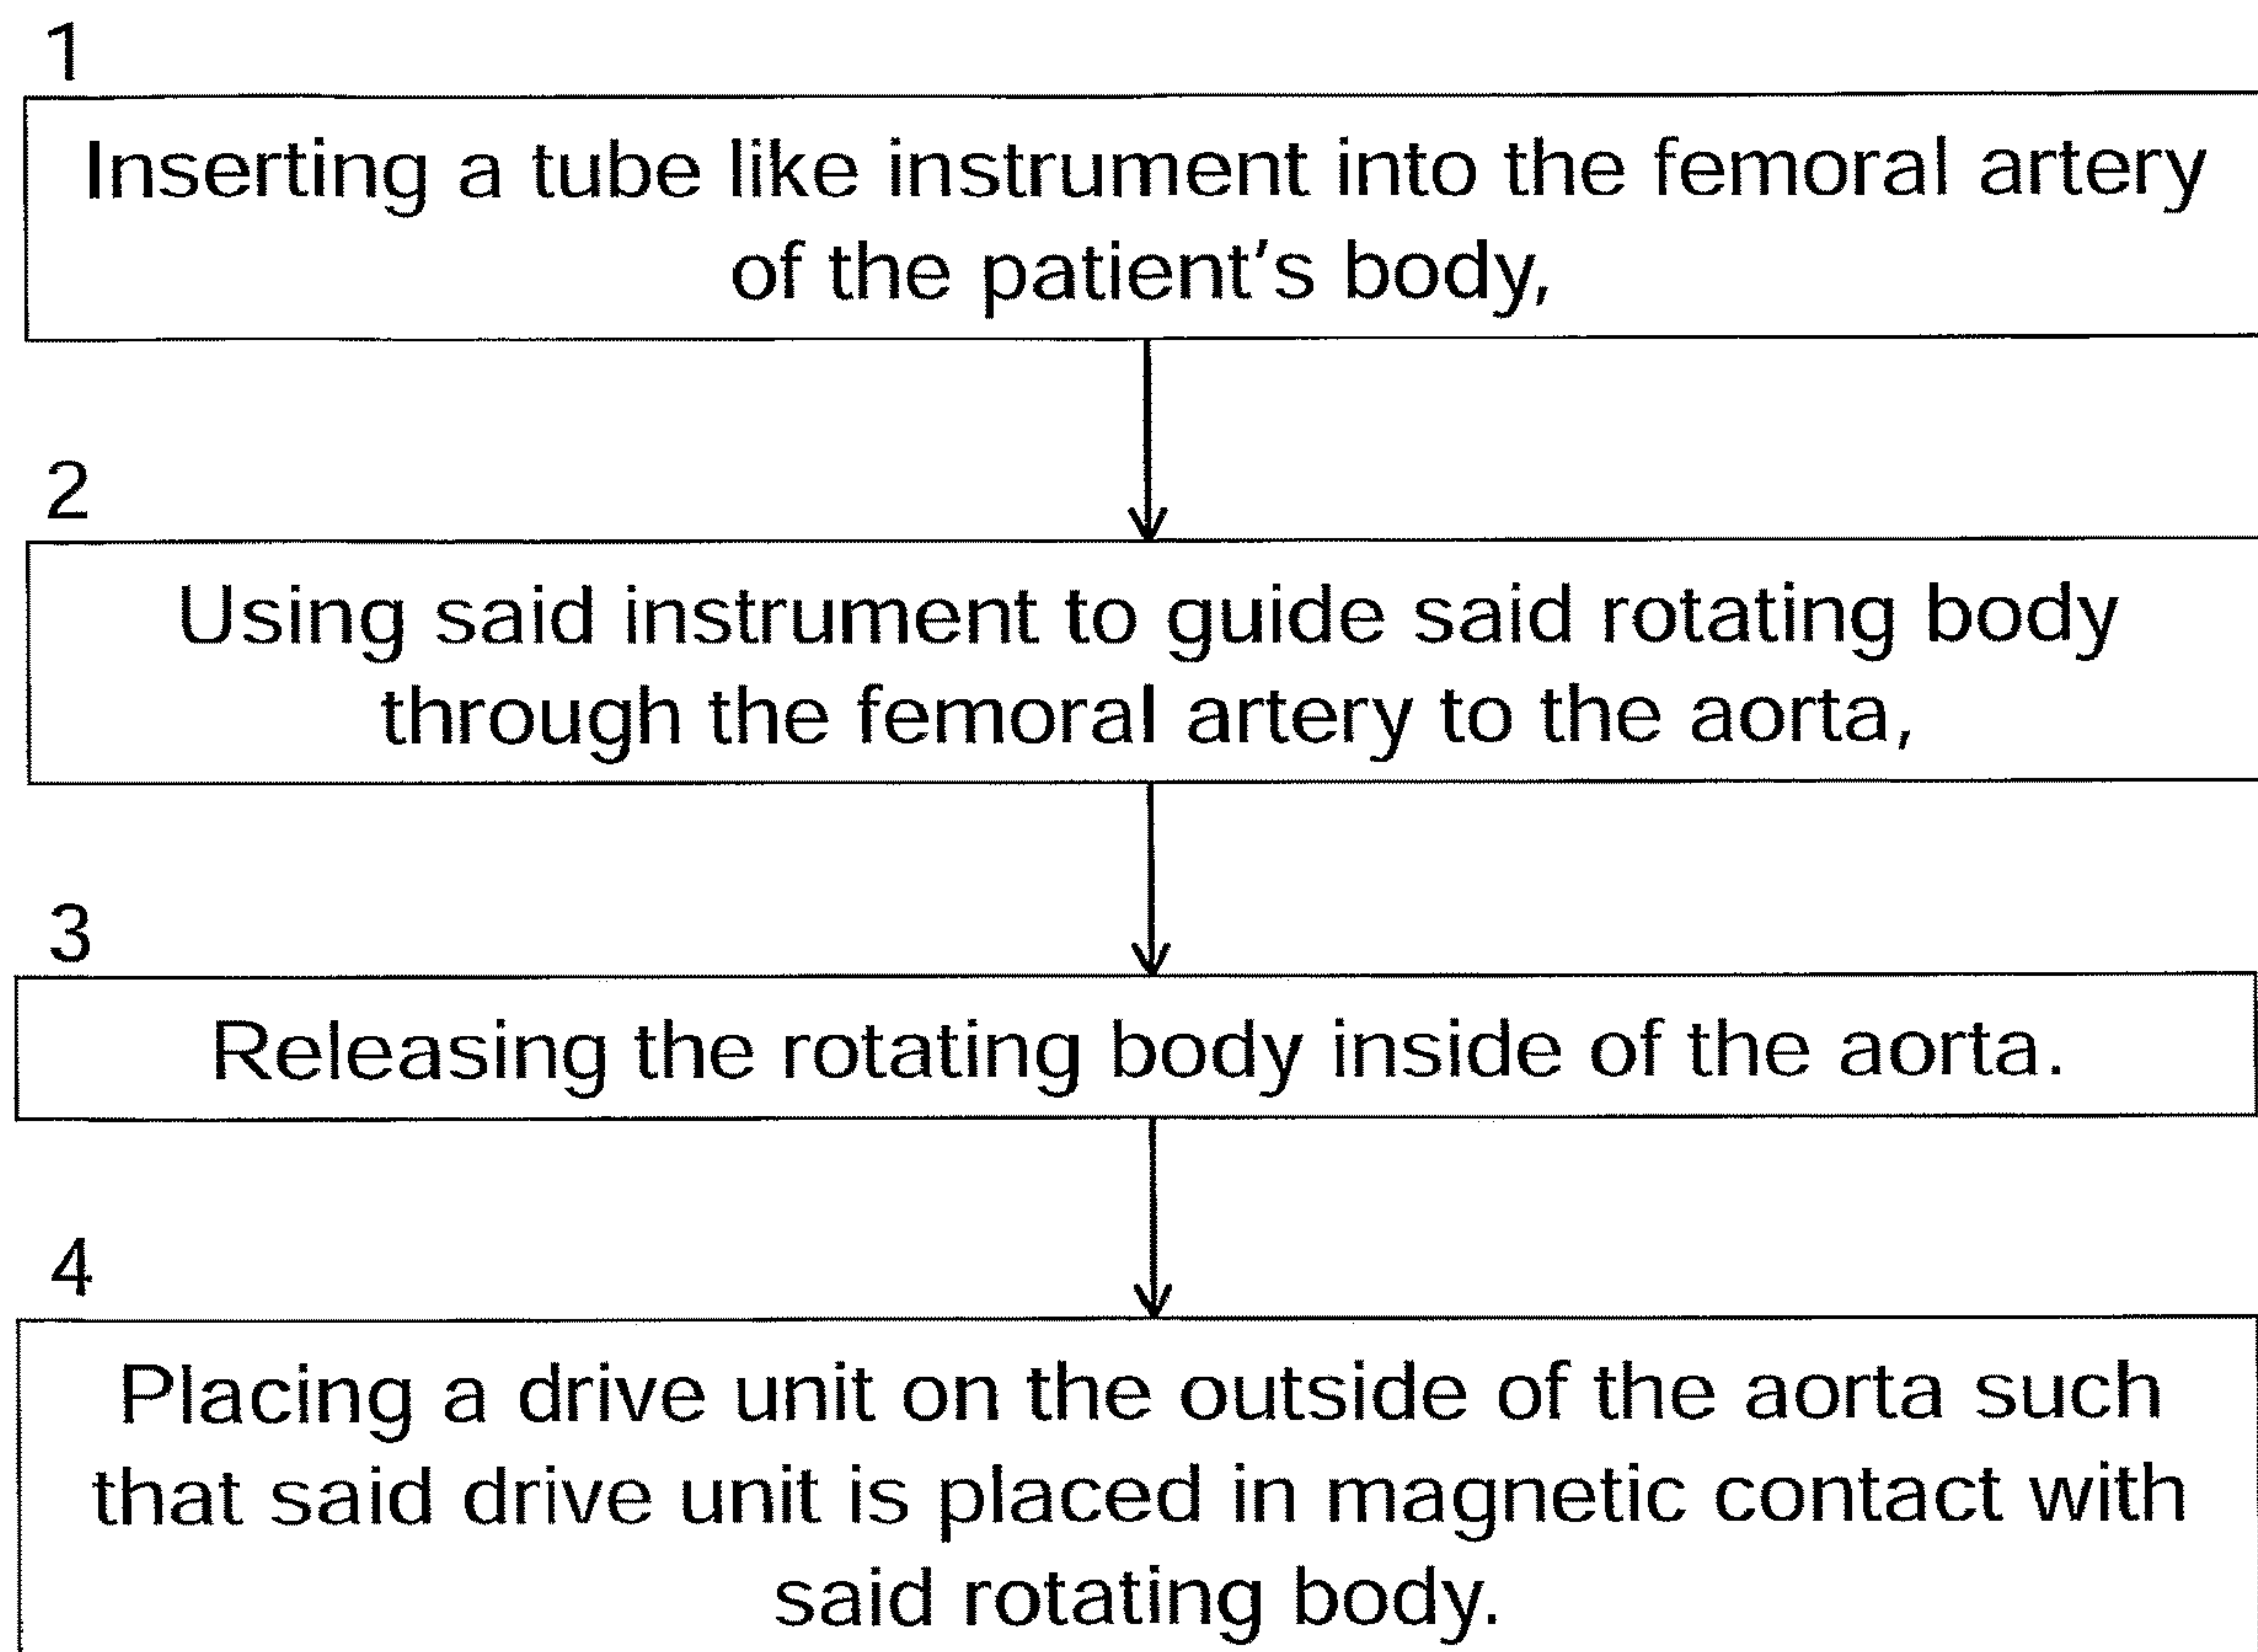 1
Inserting a tube like instrument into the femoral artery
of the patient's body,
2
Using said instrument to guide said rotating body
through the femoral artery to the aorta,
3
Releasing the rotating body inside of the aorta.
4
Placing a drive unit on the outside of the aorta such
that said drive unit is placed in magnetic contact with
said rotating body.